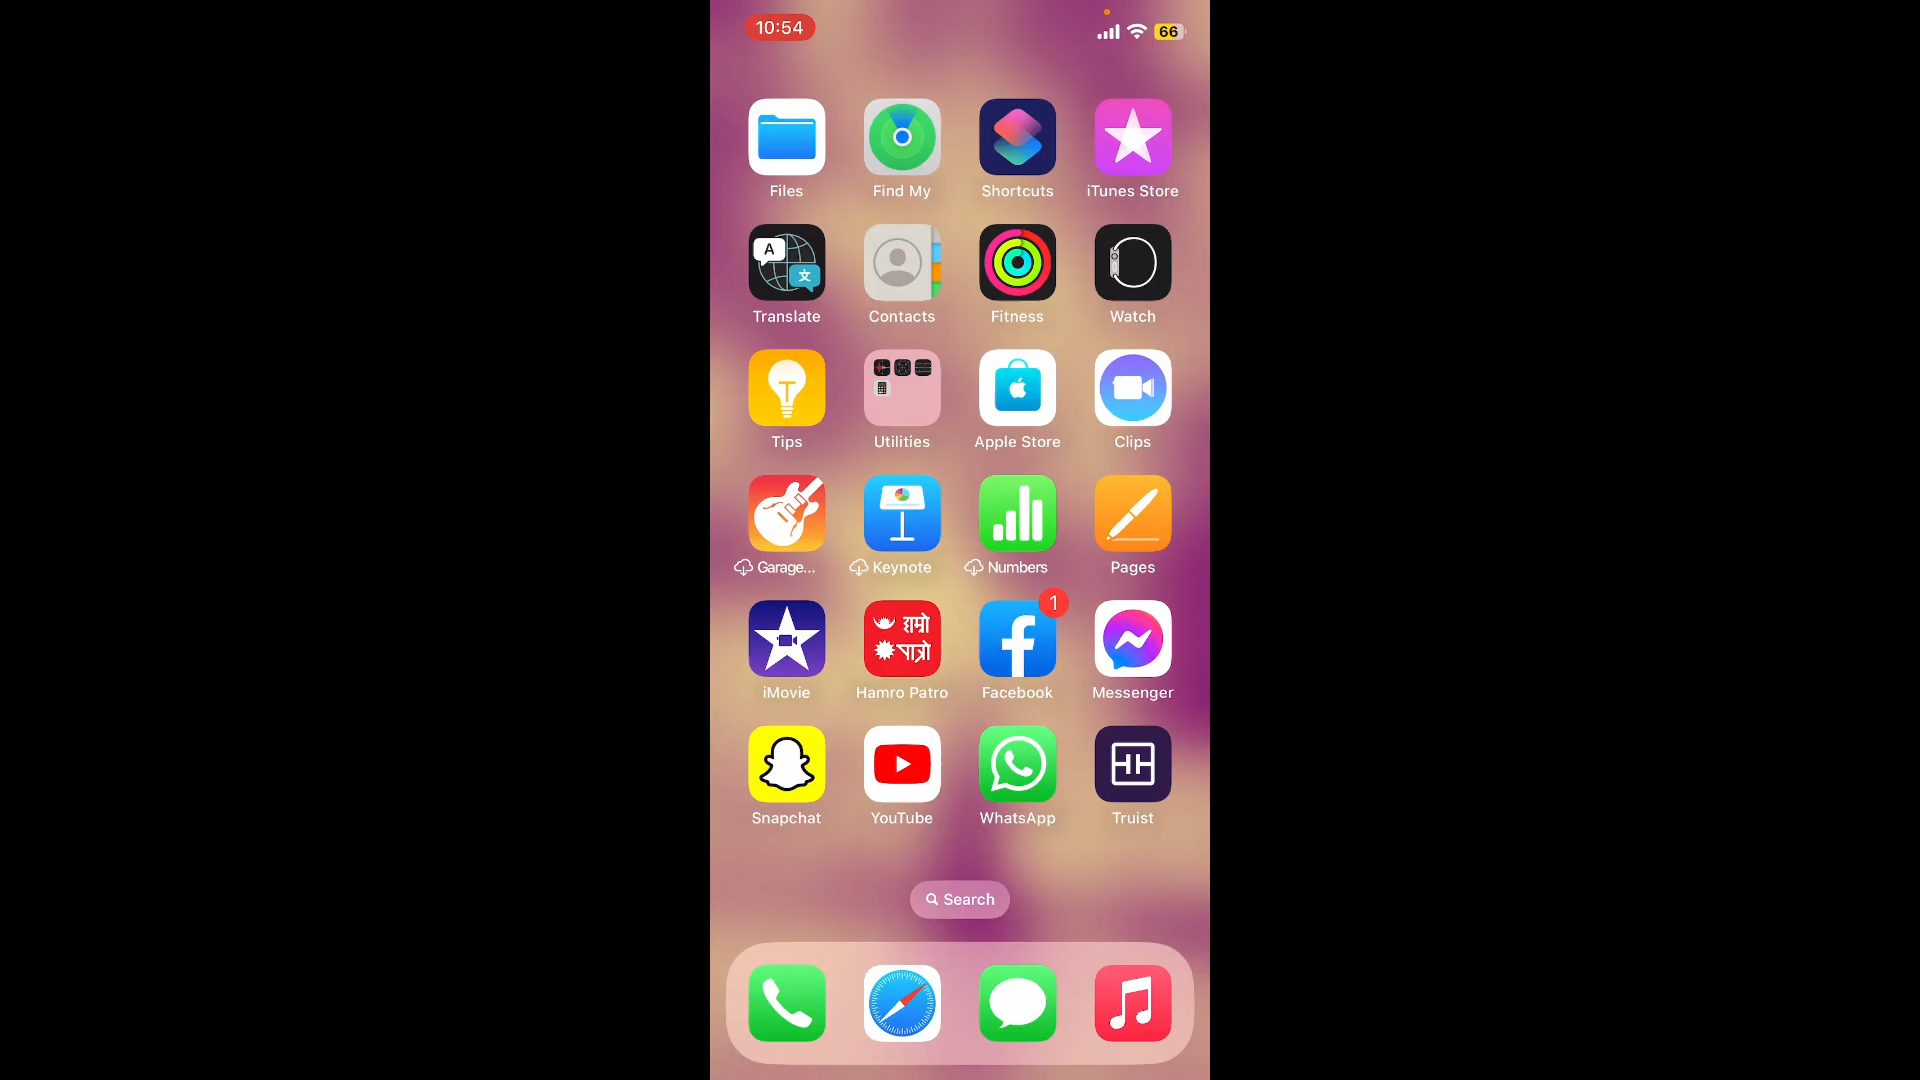 10:54
66
Files Find My Shortcuts iTunes Store
A
文
Translate Contacts Fitness Watch
Tips Utilities Apple Store Clips
Garage... Keynote Numbers Pages
1
हाम्रो
पात्रो
iMovie Hamro Patro Facebook Messenger
Snapchat YouTube WhatsApp Truist
Search